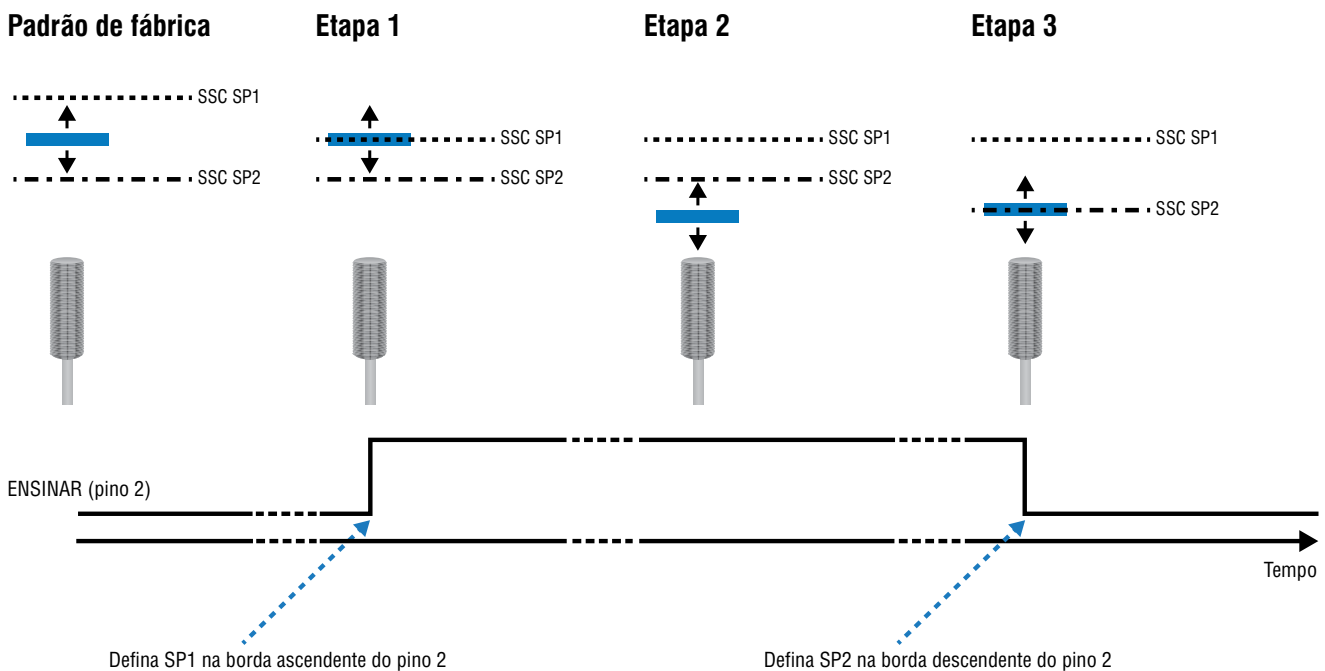 Padrão de fábrica
Etapa 1
Etapa 2
Etapa 3
SSC SP1
SSC SP2
SSC SP1
SSC SP2
SSC SP1
SSC SP2
SSC SP1
SSC SP2
ENSINAR (pino 2)
Tempo
Defina SP1 na borda ascendente do pino 2
Defina SP2 na borda descendente do pino 2